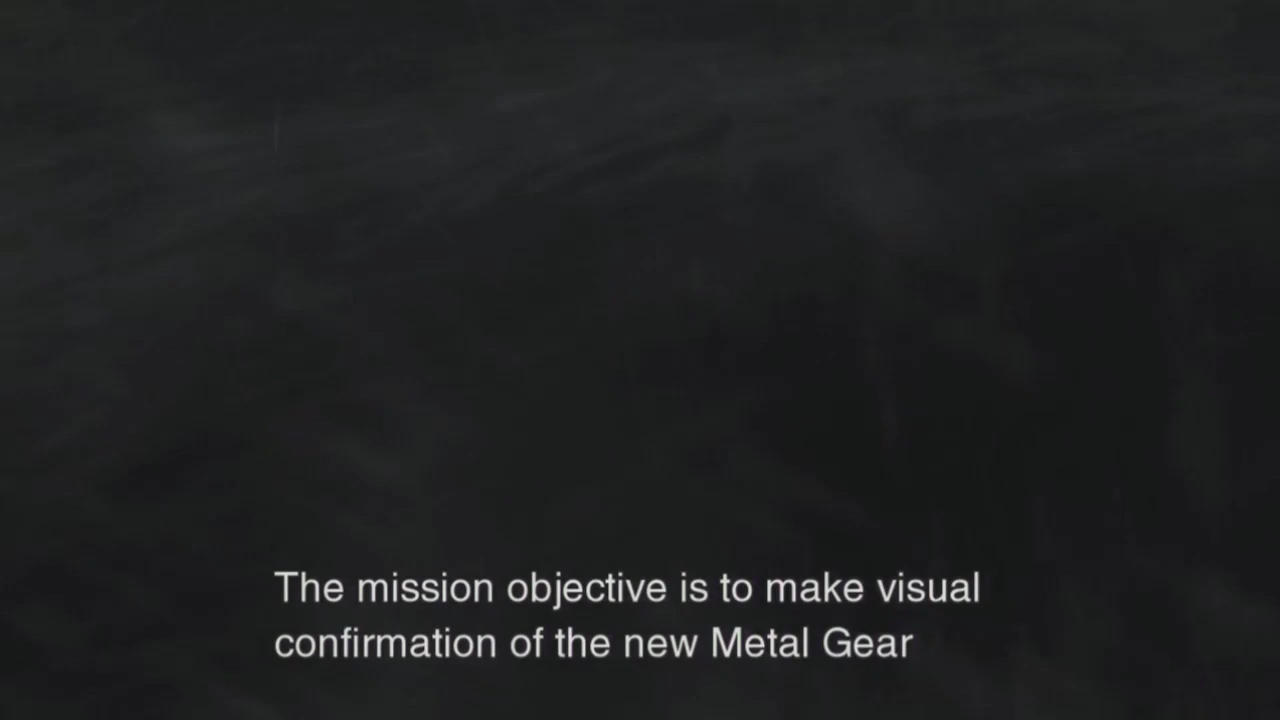 The mission objective is to make visual
confirmation of the new Metal Gear